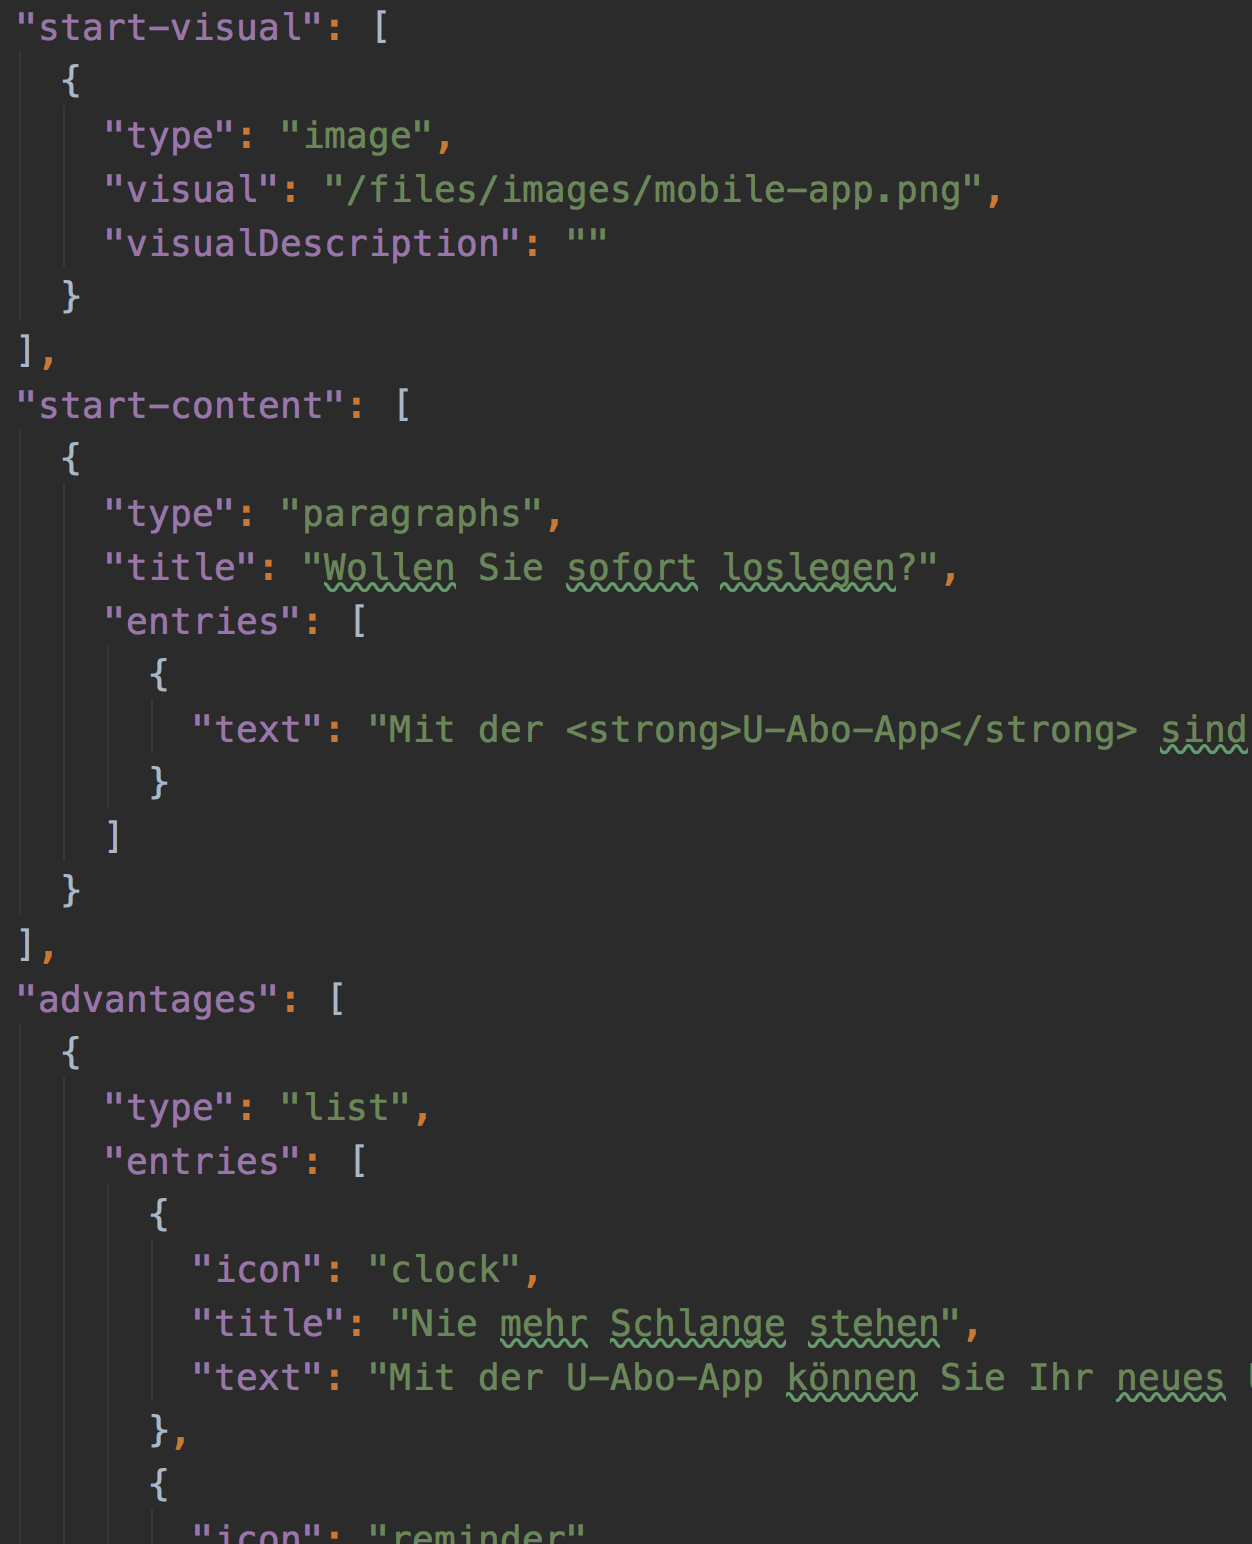 "start-visual": [
{
"type": "image",
"visual": "/files/images/mobile-app.png",
"visualDescription": ""
}
],
"start-content": [
{
"type": "paragraphs",
"title": "Wollen Sie sofort loslegen?",
"entries": [
{
"text": "Mit der <strong>U-Abo-App</strong> sind
}
]
}
],
"advantages": [
{
"type": "list",
"entries": [
{
"icon": "clock",
"title": "Nie mehr Schlange stehen",
"text": "Mit der U-Abo-App können Sie Ihr neues
},
{
"icon": "reminder"